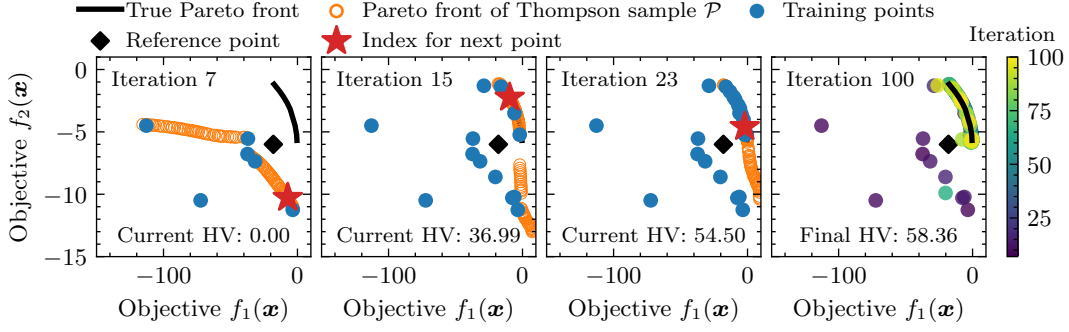 True Pareto front
Pareto front of Thompson sample 𝒫
Training points
Reference point
Index for next point
Iteration
Objective f₂(𝒙)
0
−5
−10
−15
Iteration 7
Current HV: 0.00
−100 0
Objective f₁(𝒙)
Iteration 15
Current HV: 36.99
−100 0
Objective f₁(𝒙)
Iteration 23
Current HV: 54.50
−100 0
Objective f₁(𝒙)
Iteration 100
Final HV: 58.36
−100 0
Objective f₁(𝒙)
100
75
50
25